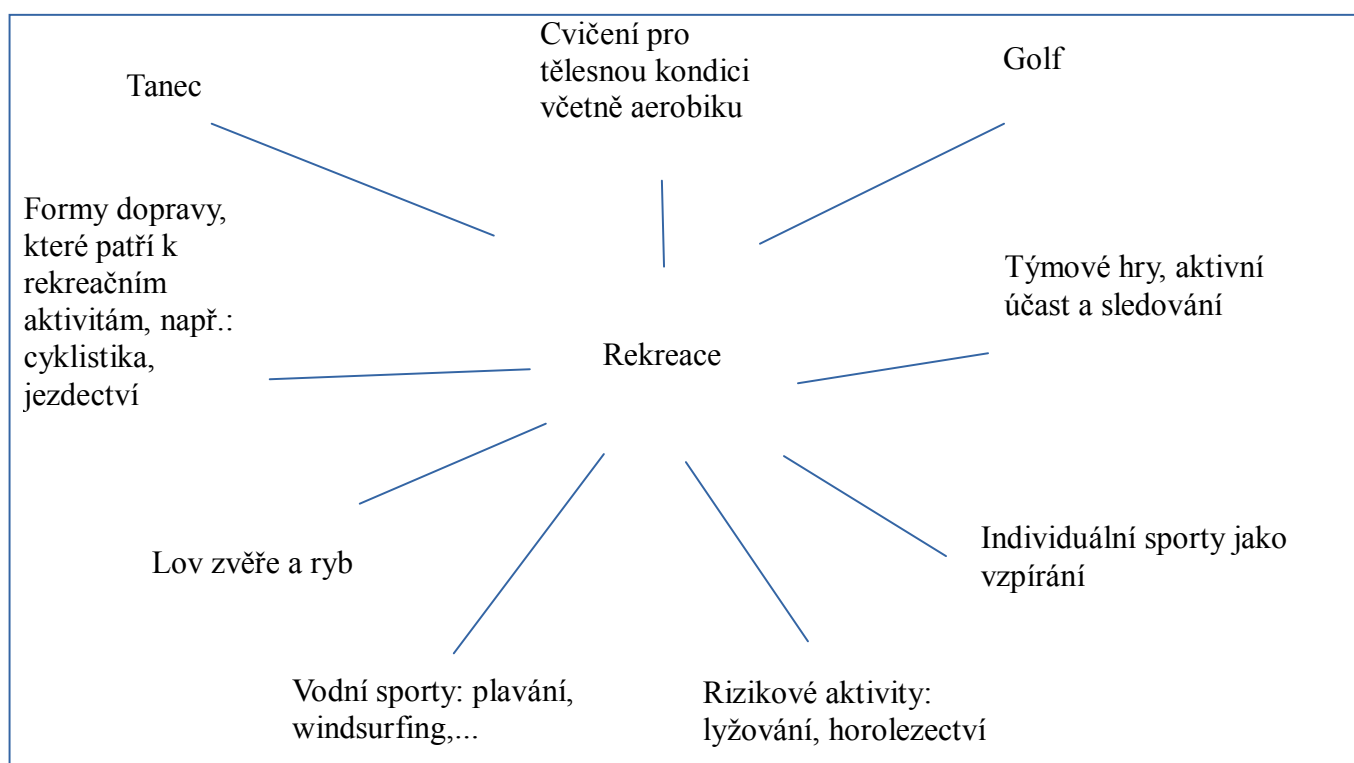 Tanec
Cvičení pro
tělesnou kondici
včetně aerobiku
Golf
Formy dopravy,
které patří k
rekreačním
aktivitám, např.:
cyklistika,
jezdectví
Týmové hry, aktivní
účast a sledování
Rekreace
Lov zvěře a ryb
Individuální sporty jako
vzpírání
Vodní sporty: plavání,
windsurfing,...
Rizikové aktivity:
lyžování, horolezectví